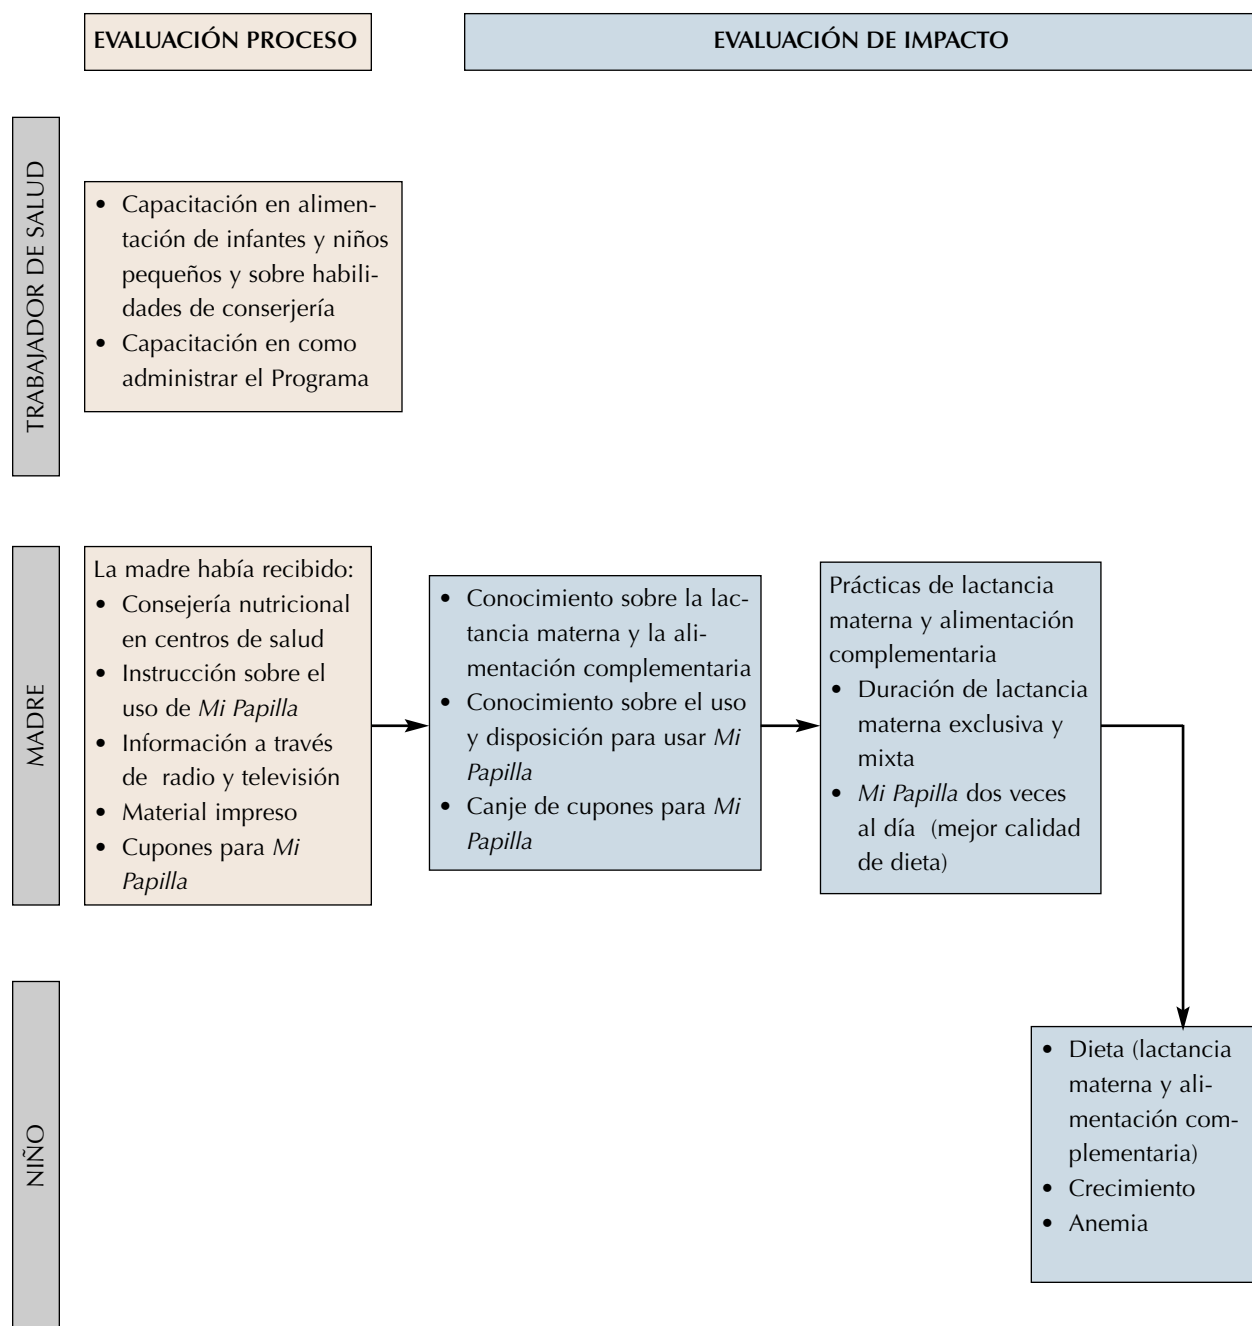 EVALUACIÓN PROCESO
EVALUACIÓN DE IMPACTO
TRABAJADOR DE SALUD
• Capacitación en alimen-
tación de infantes y niños
pequeños y sobre habili-
dades de conserjería
• Capacitación en como
administrar el Programa
MADRE
La madre había recibido:
• Consejería nutricional
en centros de salud
• Instrucción sobre el
uso de Mi Papilla
• Información a través
de radio y televisión
• Material impreso
• Cupones para Mi
Papilla
• Conocimiento sobre la lac-
tancia materna y la ali-
mentación complementaria
• Conocimiento sobre el uso
y disposición para usar Mi
Papilla
• Canje de cupones para Mi
Papilla
Prácticas de lactancia
materna y alimentación
complementaria
• Duración de lactancia
materna exclusiva y
mixta
• Mi Papilla dos veces
al día (mejor calidad
de dieta)
NIÑO
• Dieta (lactancia
materna y ali-
mentación com-
plementaria)
• Crecimiento
• Anemia